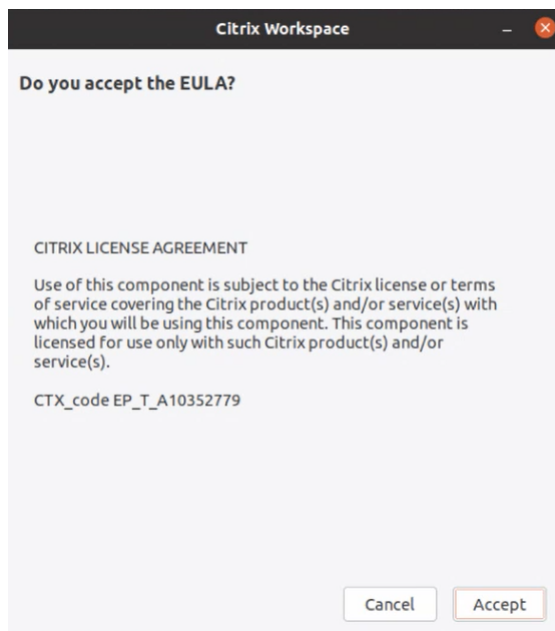 Citrix Workspace
Do you accept the EULA?
CITRIX LICENSE AGREEMENT
Use of this component is subject to the Citrix license or terms
of service covering the Citrix product(s) and/or service(s) with
which you will be using this component. This component is
licensed for use only with such Citrix product(s) and/or
service(s).
CTX_code EP_T_A10352779
Cancel Accept